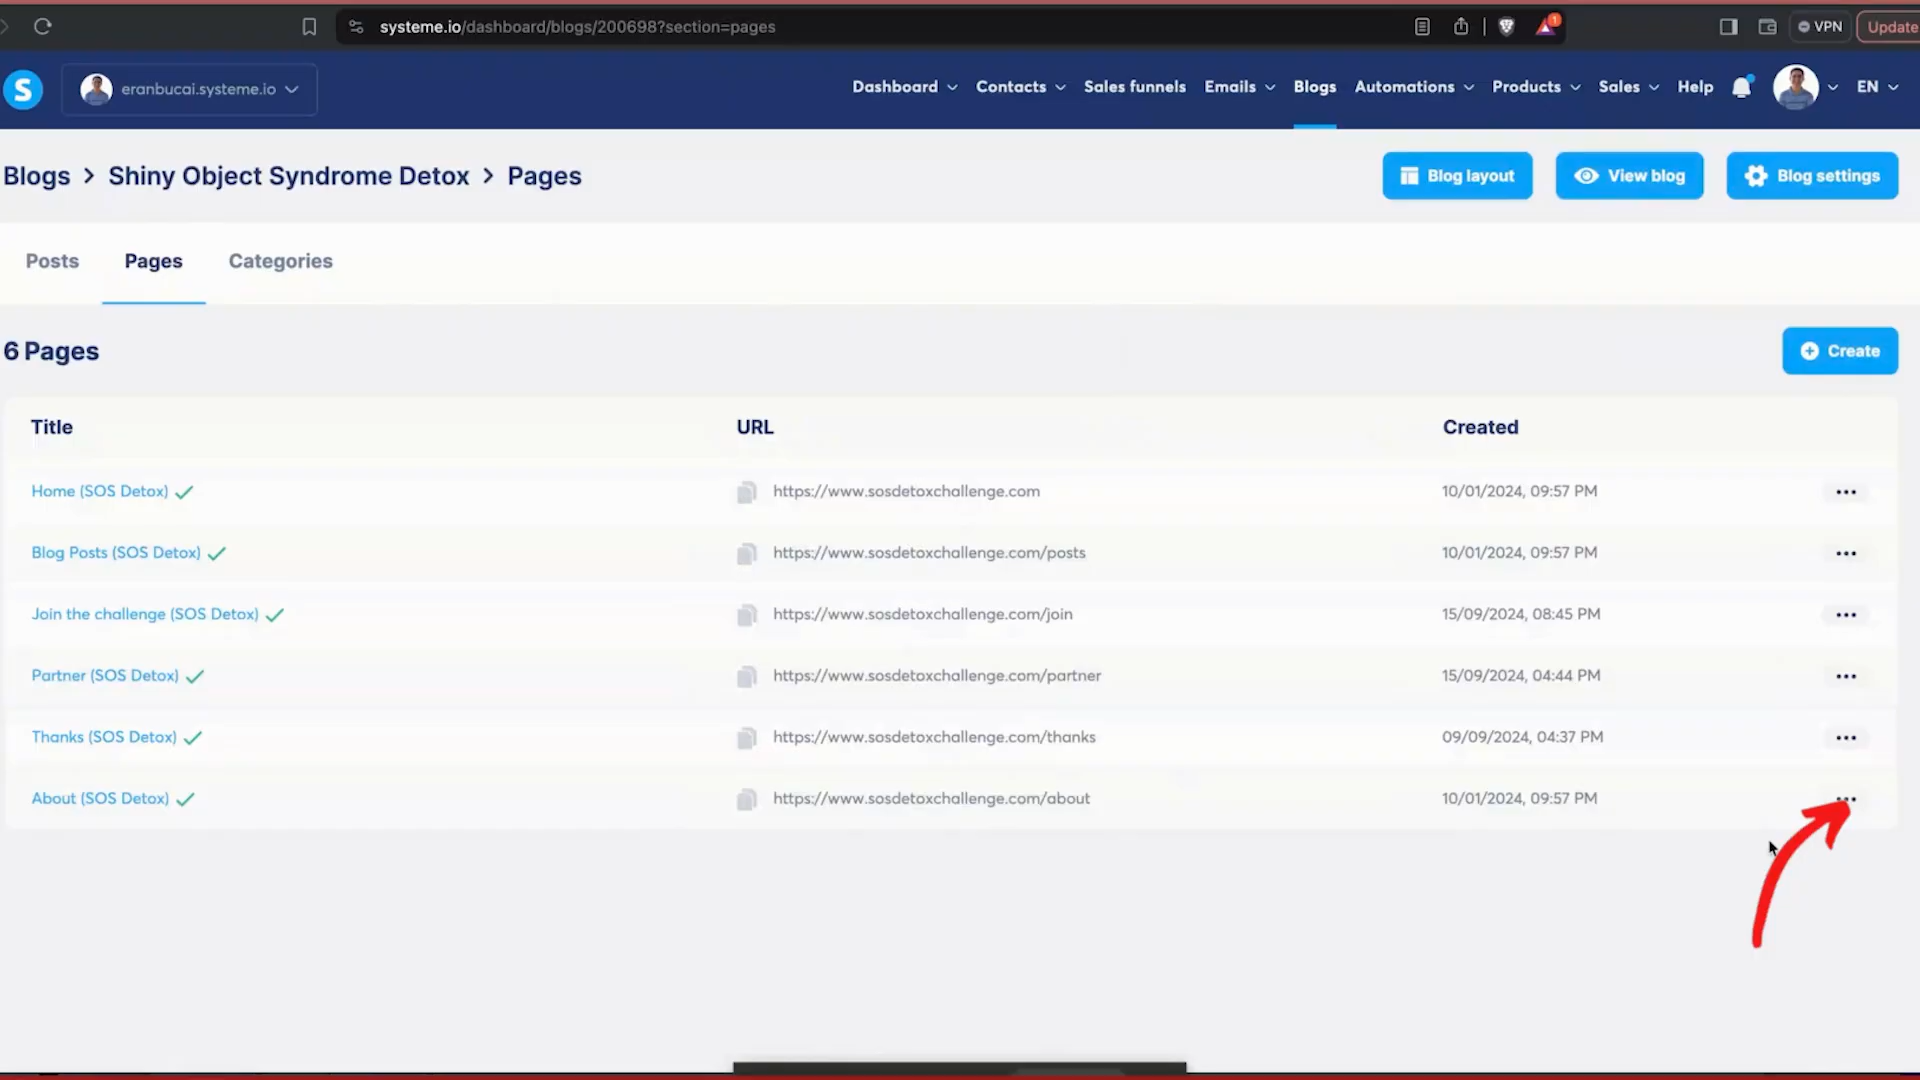 systeme.io/dashboard/blogs/200698?section=pages
1
VPN
Update
S
eranbucai.systeme.io
Dashboard
Contacts
Sales funnels
Emails
Blogs
Automations
Products
Sales
Help
EN
Blogs > Shiny Object Syndrome Detox > Pages
Blog layout
View blog
Blog settings
Posts
Pages
Categories
6 Pages
Create
Title URL Created
Home (SOS Detox) https://www.sosdetoxchallenge.com 10/01/2024, 09:57 PM
Blog Posts (SOS Detox) https://www.sosdetoxchallenge.com/posts 10/01/2024, 09:57 PM
Join the challenge (SOS Detox) https://www.sosdetoxchallenge.com/join 15/09/2024, 08:45 PM
Partner (SOS Detox) https://www.sosdetoxchallenge.com/partner 15/09/2024, 04:44 PM
Thanks (SOS Detox) https://www.sosdetoxchallenge.com/thanks 09/09/2024, 04:37 PM
About (SOS Detox) https://www.sosdetoxchallenge.com/about 10/01/2024, 09:57 PM